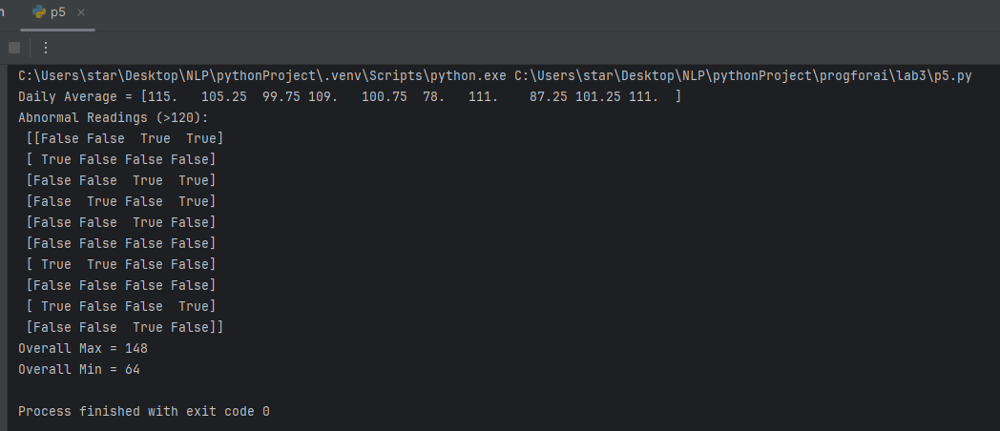 n p5 ×
C:\Users\star\Desktop\NLP\pythonProject\.venv\Scripts\python.exe C:\Users\star\Desktop\NLP\pythonProject\progforai\lab3\p5.py
Daily Average = [115.   105.25  99.75 109.   100.75  78.   111.    87.25 101.25 111.  ]
Abnormal Readings (>120):
 [[False False  True  True]
 [ True False False False]
 [False False  True  True]
 [False  True False  True]
 [False False  True False]
 [False False False False]
 [ True  True False False]
 [False False False False]
 [ True False False  True]
 [False False  True False]]
Overall Max = 148
Overall Min = 64
Process finished with exit code 0